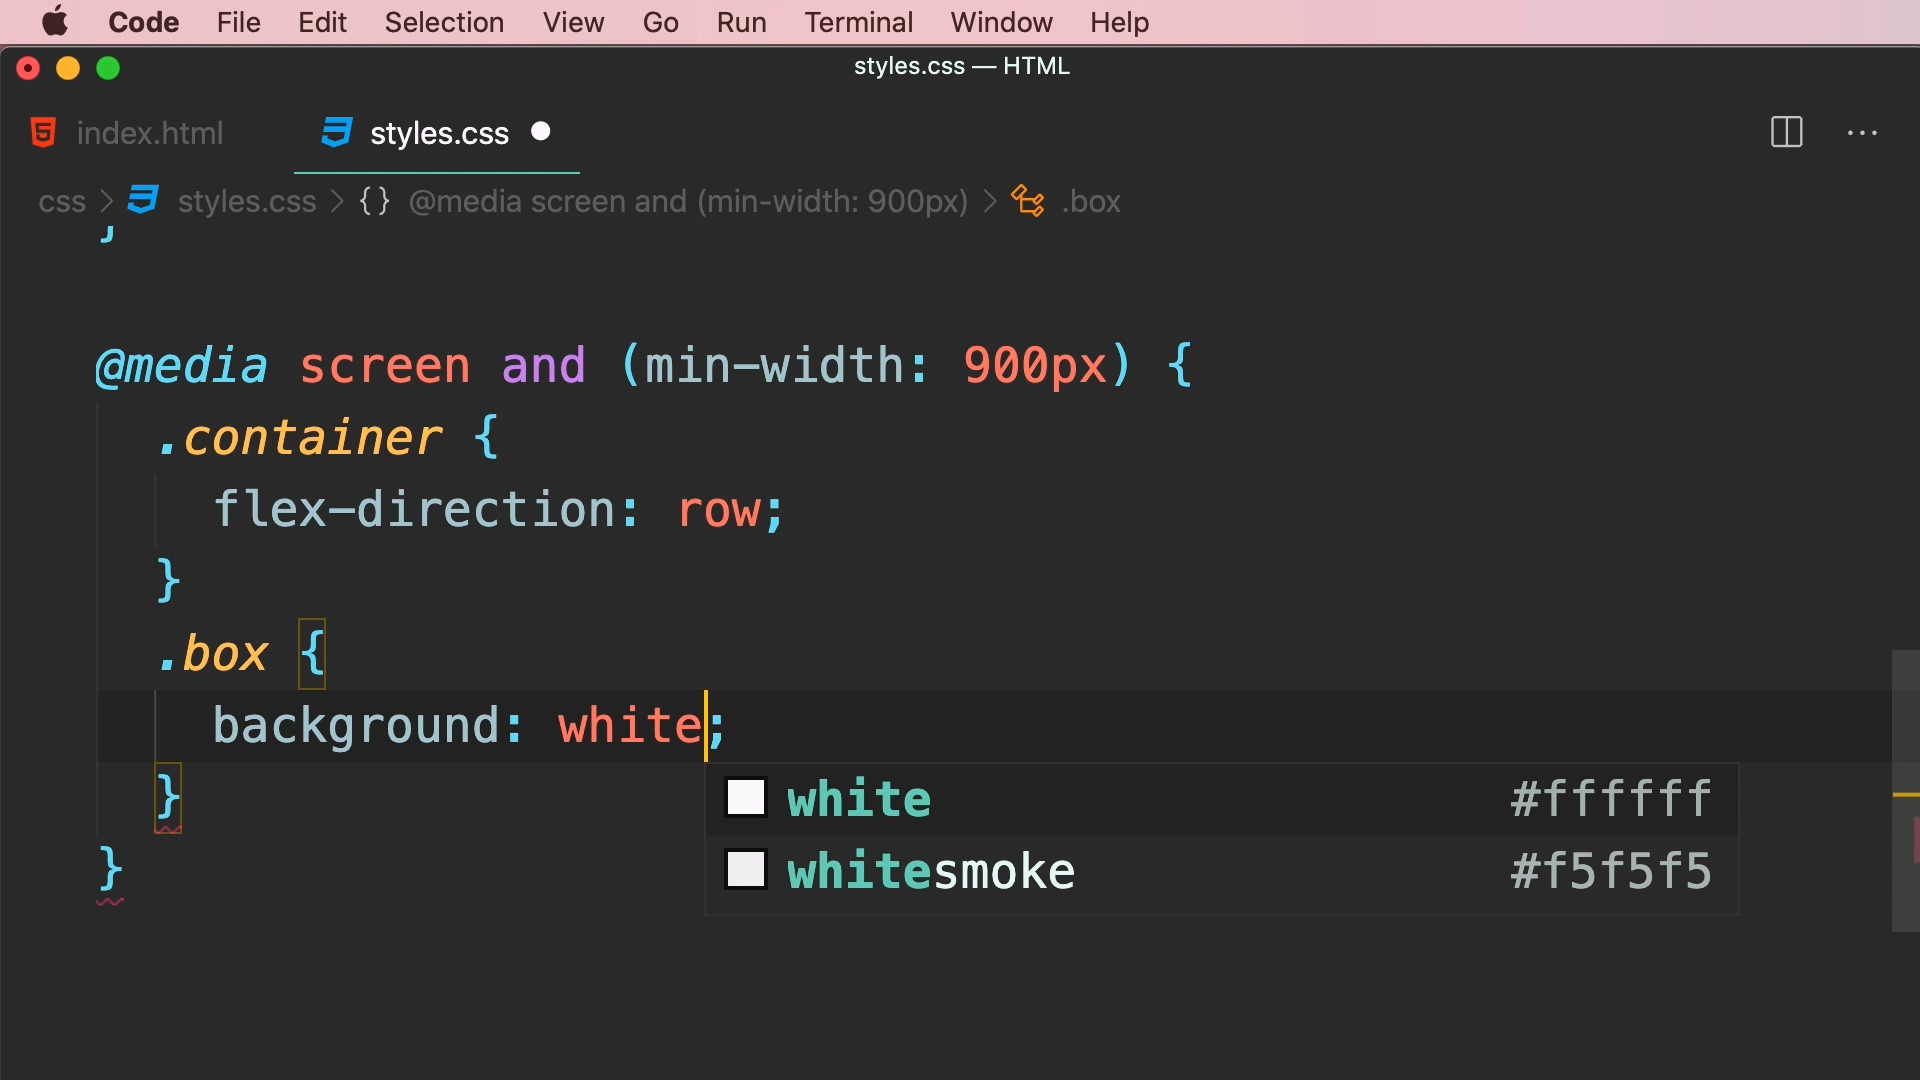 Code File Edit Selection View Go Run Terminal Window Help
styles.css — HTML
index.html styles.css
css > styles.css > {} @media screen and (min-width: 900px) > .box
}
@media screen and (min-width: 900px) {
.container {
flex-direction: row;
}
.box {
background: white;
}
white #ffffff
}
whitesmoke #f5f5f5